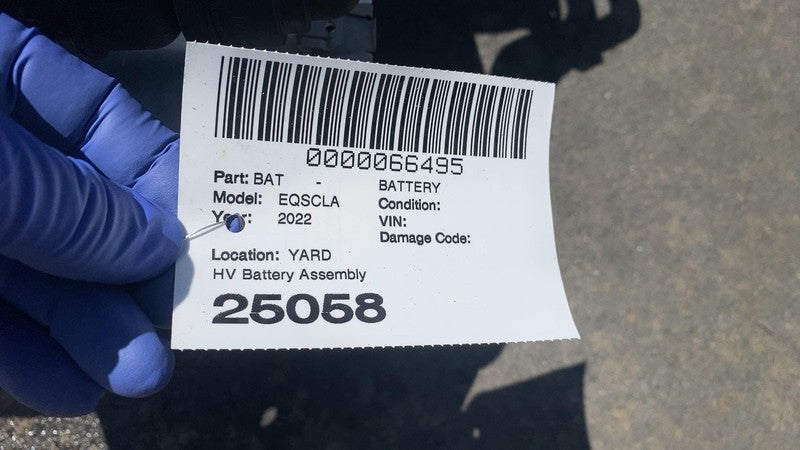 0000066495
Part: BAT - BATTERY
Model: EQSCLA Condition:
Year: 2022 VIN:
Damage Code:
Location: YARD
HV Battery Assembly
25058